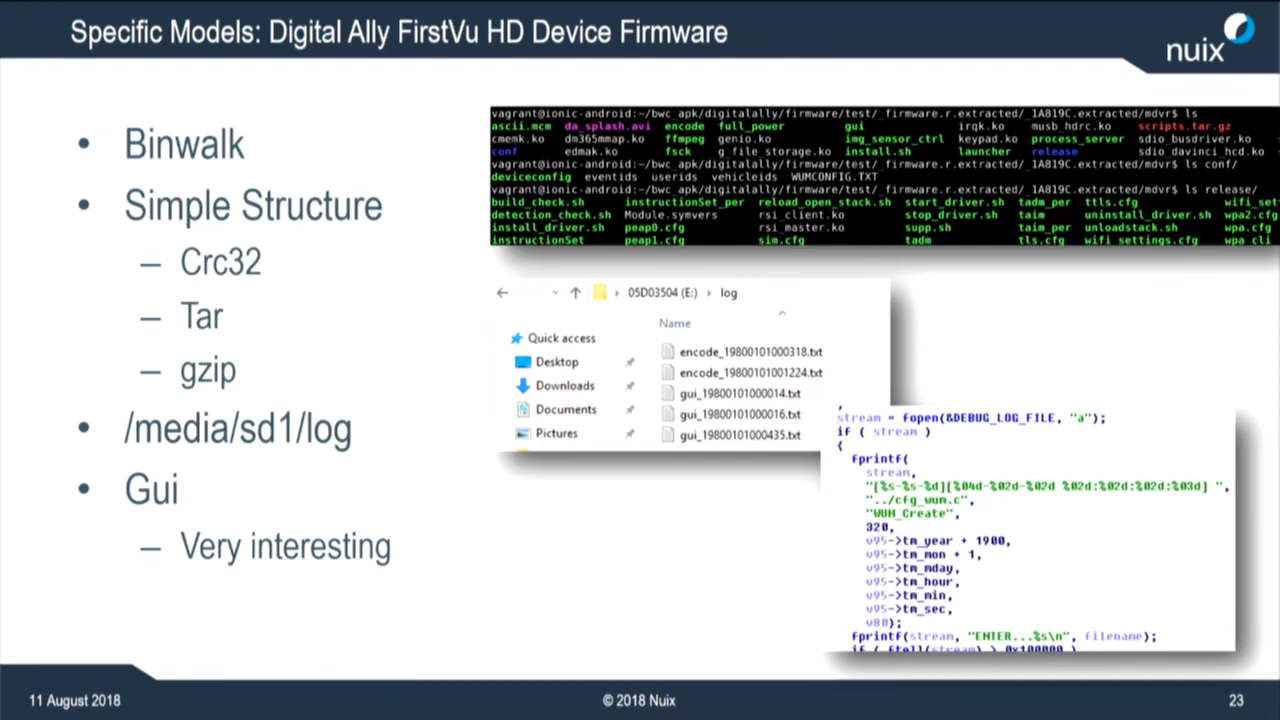 Specific Models: Digital Ally FirstVu HD Device Firmware
nuix
• Binwalk
• Simple Structure
– Crc32
– Tar
– gzip
• /media/sd1/log
• Gui
– Very interesting
vagrant@ionic-android:~/bwc_apk/digitalally/firmware/test/_firmware.r.extracted/_1A819C.extracted/mdvr$ ls
ascii.mcm da_splash.avi encode full_power gui irqk.ko musb_hdrc.ko scripts.tar.gz
cmemk.ko dm365mmap.ko ffmpeg genio.ko img_sensor_ctrl keypad.ko process_server sdio_busdriver.ko
conf edmak.ko fsck g_file_storage.ko install.sh launcher release sdio_davinci_hcd.ko
vagrant@ionic-android:~/bwc_apk/digitalally/firmware/test/_firmware.r.extracted/_1A819C.extracted/mdvr$ ls conf/
deviceconfig eventids userids vehicleids WUMCONFIG.TXT
vagrant@ionic-android:~/bwc_apk/digitalally/firmware/test/_firmware.r.extracted/_1A819C.extracted/mdvr$ ls release/
build_check.sh instructionSet_per reload_open_stack.sh start_driver.sh tadm_per ttls.cfg wifi_set
detection_check.sh Module.symvers rsi_client.ko stop_driver.sh taim uninstall_driver.sh wpa2.cfg
install_driver.sh peap0.cfg rsi_master.ko supp.sh taim_per unloadstack.sh wpa.cfg
instructionSet peap1.cfg sim.cfg tadm tls.cfg wifi_settings.cfg wpa_cli
05D03504 (E:) › log
Name
Quick access
Desktop
Downloads
Documents
Pictures
encode_19800101000318.txt
encode_19800101001224.txt
gui_19800101000014.txt
gui_19800101000016.txt
gui_19800101000435.txt
,
stream = fopen(&DEBUG_LOG_FILE, "a");
if ( stream )
{
fprintf(
stream,
"[%s-%s-%d][%04d-%02d-%02d %02d:%02d:%02d:%03d] ",
"../cfg_wum.c",
"WUM_Create",
320,
v95->tm_year + 1900,
v95->tm_mon + 1,
v95->tm_mday,
v95->tm_hour,
v95->tm_min,
v95->tm_sec,
v80);
fprintf(stream, "ENTER...%s\n", filename);
if ( ftell(stream) > 0x100000 )
11 August 2018
© 2018 Nuix
23